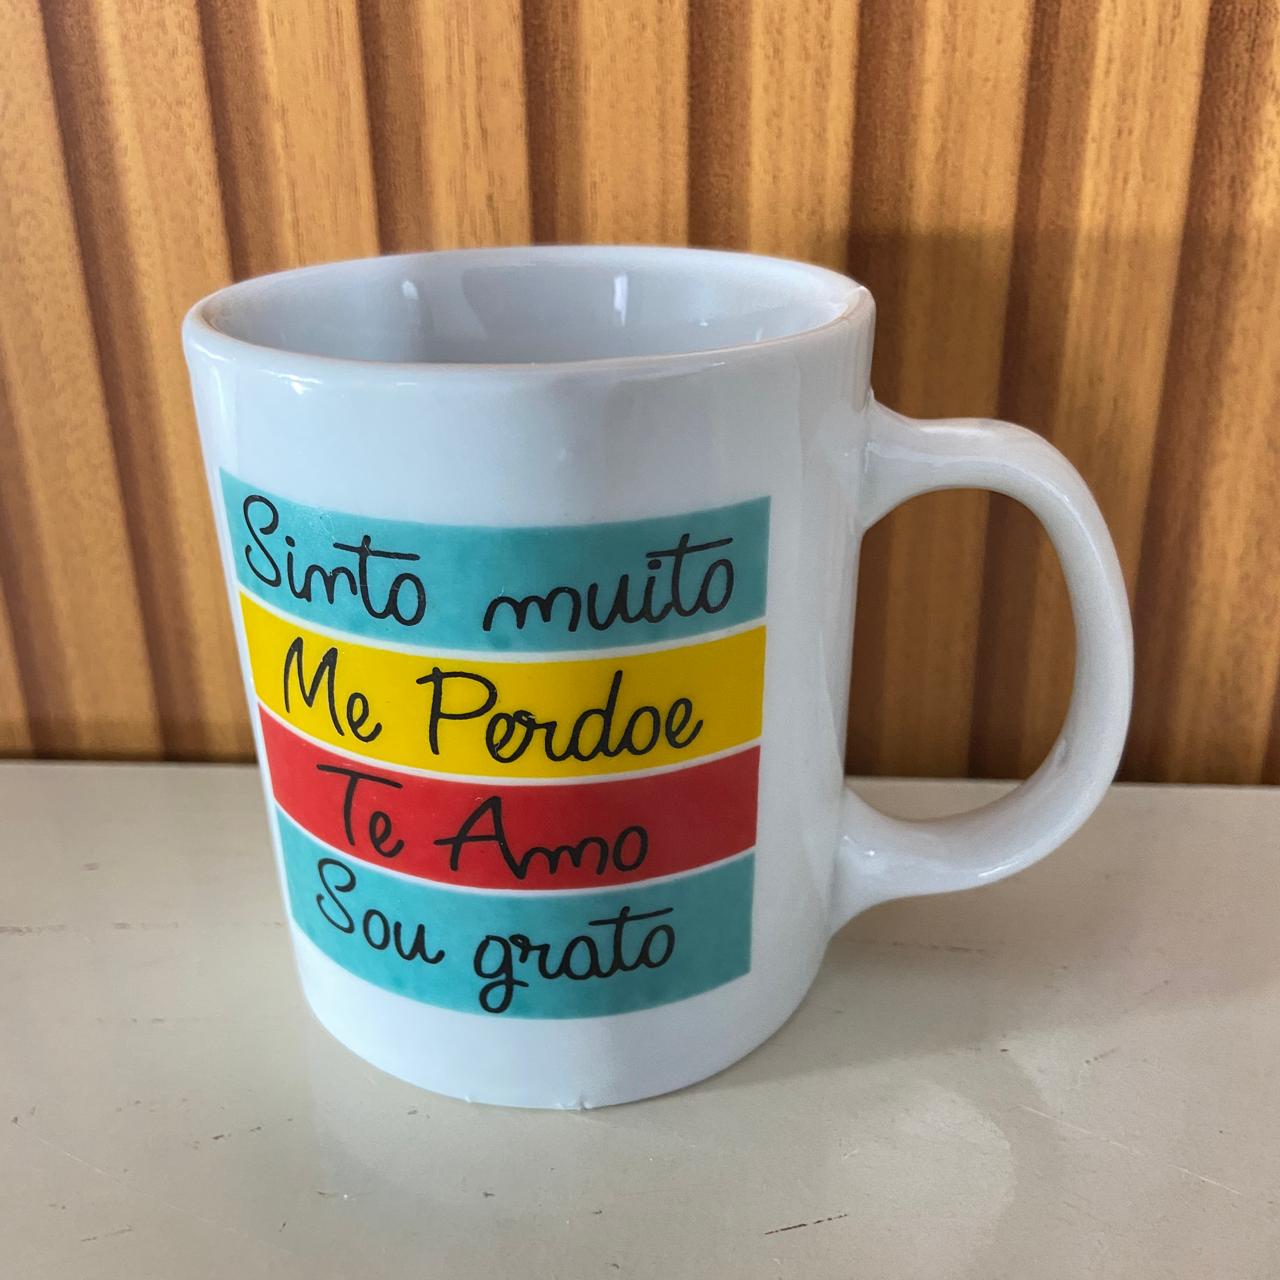 Sinto muito
Me Perdoe
Te Amo
Sou grato